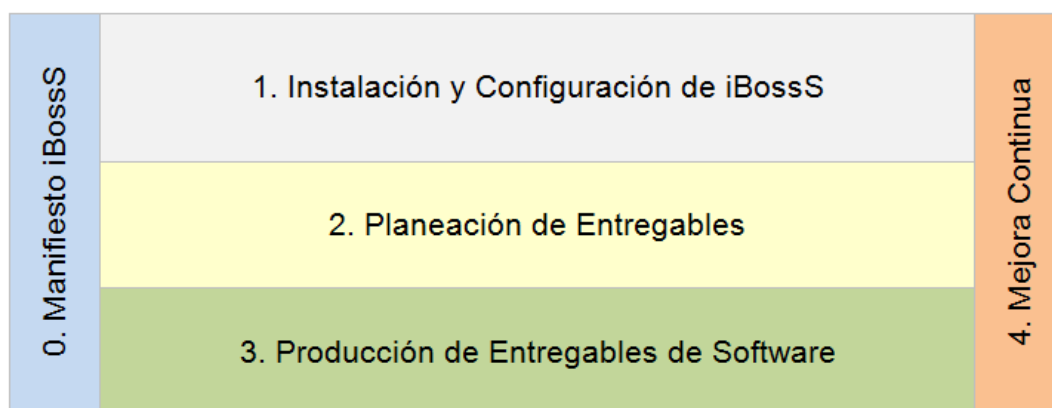 0. Manifiesto iBossS
1. Instalación y Configuración de iBossS
2. Planeación de Entregables
3. Producción de Entregables de Software
4. Mejora Continua